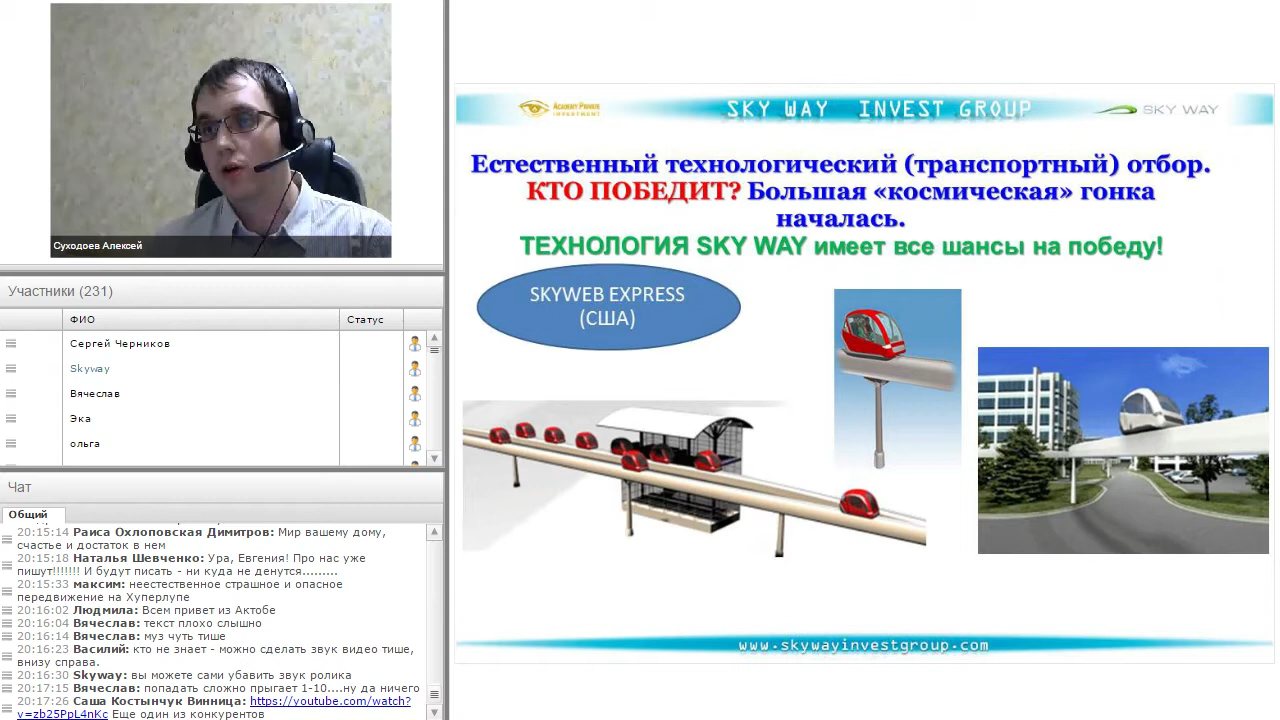 Суходоев Алексей
Участники (231)
ФИО Статус
Сергей Черников
Skyway
Вячеслав
Эка
ольга
Чат
Общий
20:15:14 Раиса Охлоповская Димитров: Мир вашему дому,
счастье и достаток в нем
20:15:18 Наталья Шевченко: Ура, Евгения! Про нас уже
пишут!!!!!!! И будут писать - ни куда не денутся.........
20:15:33 максим: неестественное страшное и опасное
передвижение на Хуперлупе
20:16:02 Людмила: Всем привет из Актобе
20:16:04 Вячеслав: текст плохо слышно
20:16:14 Вячеслав: муз чуть тише
20:16:23 Василий: кто не знает - можно сделать звук видео тише,
внизу справа.
20:16:30 Skyway: вы можете сами убавить звук ролика
20:17:15 Вячеслав: попадать сложно прыгает 1-10....ну да ничего
20:17:26 Саша Костынчук Винница: https://youtube.com/watch?
v=zb25PpL4nKc Еще один из конкурентов
ACADEMY PRIVATE
INVESTMENT
SKY WAY INVEST GROUP
SKY WAY
Естественный технологический (транспортный) отбор.
КТО ПОБЕДИТ? Большая «космическая» гонка
началась.
ТЕХНОЛОГИЯ SKY WAY имеет все шансы на победу!
SKYWEB EXPRESS
(США)
www.skywayinvestgroup.com